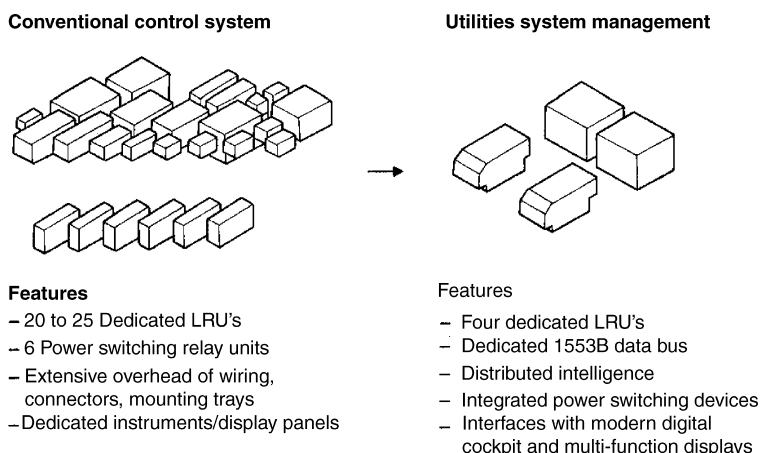 Conventional control system
Utilities system management
Features
– 20 to 25 Dedicated LRU's
– 6 Power switching relay units
– Extensive overhead of wiring,
connectors, mounting trays
– Dedicated instruments/display panels
Features
– Four dedicated LRU's
– Dedicated 1553B data bus
– Distributed intelligence
– Integrated power switching devices
– Interfaces with modern digital
cockpit and multi-function displays